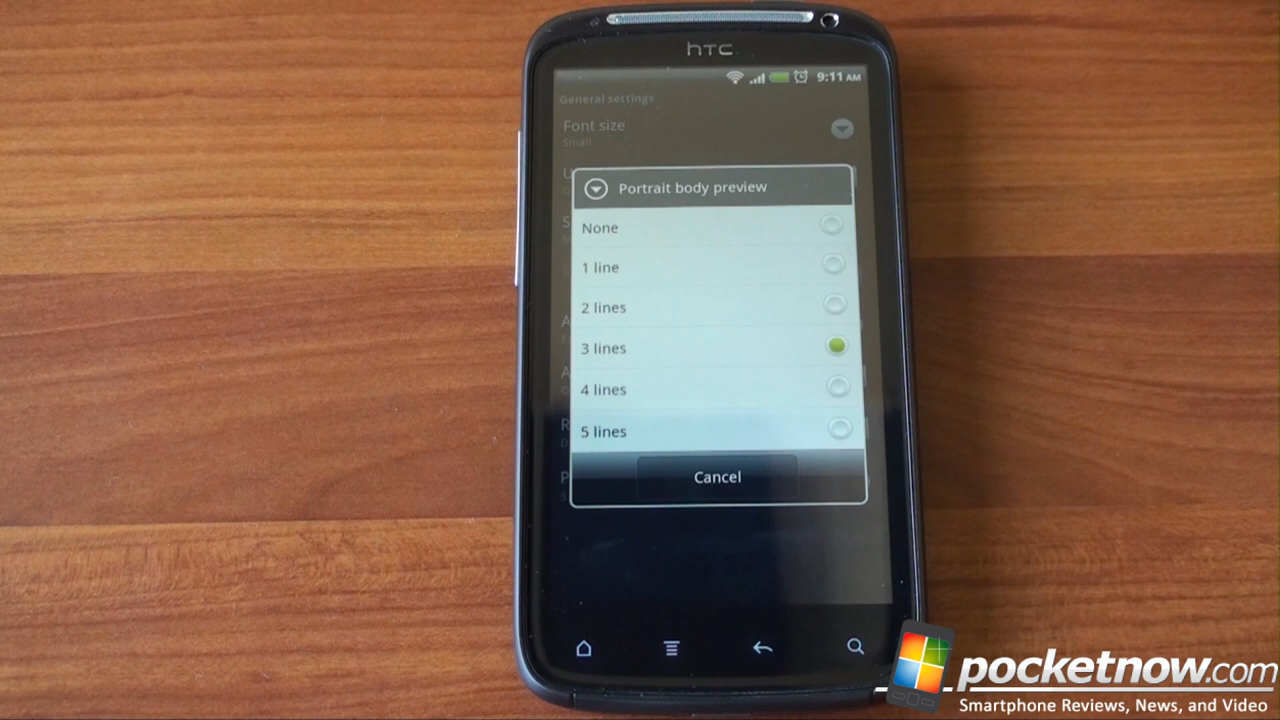 hTC
9:11 AM
General settings
Font size
Small
Portrait body preview
None
1 line
2 lines
3 lines
4 lines
5 lines
Cancel
pocketnow.com
Smartphone Reviews, News, and Video